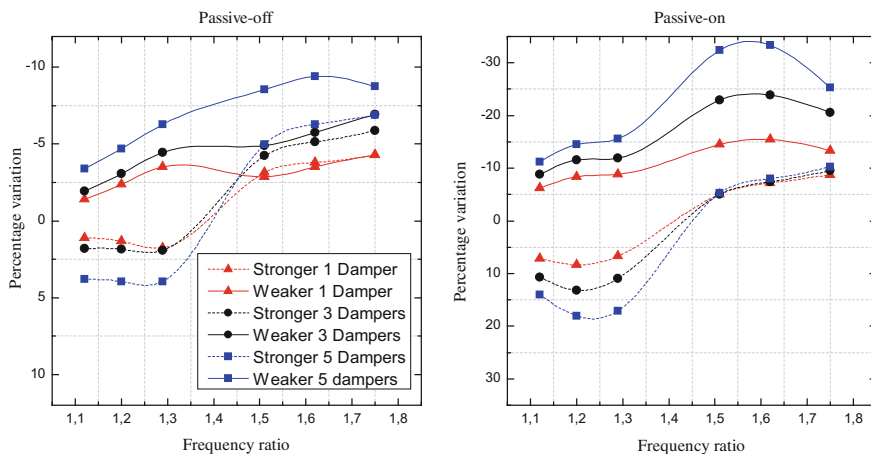 Passive-off
Percentage variation
-10
-5
0
5
10
Stronger 1 Damper
Weaker 1 Damper
Stronger 3 Dampers
Weaker 3 Dampers
Stronger 5 Dampers
Weaker 5 dampers
1,1 1,2 1,3 1,4 1,5 1,6 1,7 1,8
Frequency ratio
Passive-on
Percentage variation
-30
-20
-10
0
10
20
30
1,1 1,2 1,3 1,4 1,5 1,6 1,7 1,8
Frequency ratio